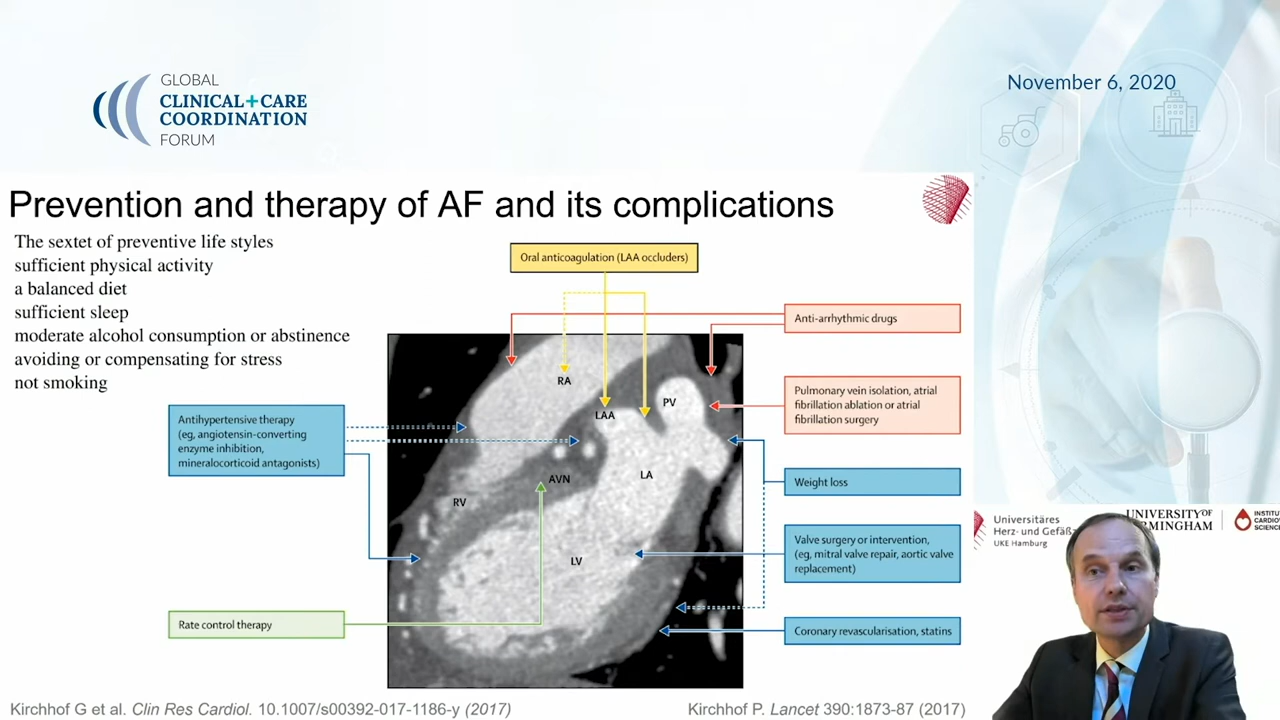 GLOBAL
CLINICAL+CARE
COORDINATION
FORUM
November 6, 2020
Prevention and therapy of AF and its complications
The sextet of preventive life styles
sufficient physical activity
a balanced diet
sufficient sleep
moderate alcohol consumption or abstinence
avoiding or compensating for stress
not smoking
Oral anticoagulation (LAA occluders)
Anti-arrhythmic drugs
Pulmonary vein isolation, atrial
fibrillation ablation or atrial
fibrillation surgery
Antihypertensive therapy
(eg, angiotensin-converting
enzyme inhibition,
mineralocorticoid antagonists)
Weight loss
Valve surgery or intervention,
(eg, mitral valve repair, aortic valve
replacement)
Rate control therapy
Coronary revascularisation, statins
RA
LAA
PV
AVN
LA
RV
LV
Universitäres
Herz- und Gefäß
UKE Hamburg
UNIVERSITY OF
RMINGHAM
INSTIT
CARDIO
SCIENC
Kirchhof G et al. Clin Res Cardiol. 10.1007/s00392-017-1186-y (2017)
Kirchhof P. Lancet 390:1873-87 (2017)